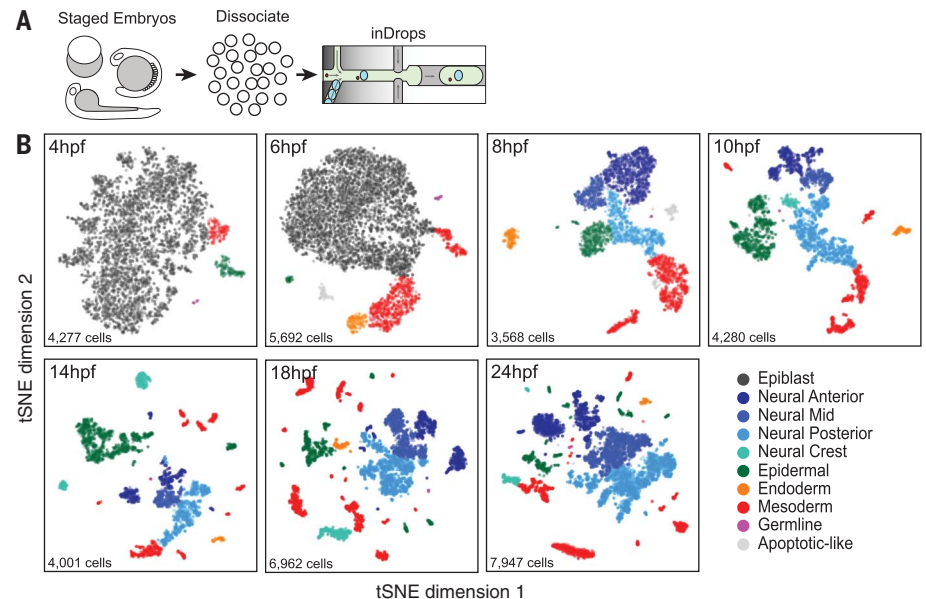 A
Staged Embryos
Dissociate
inDrops
B
4hpf
4,277 cells
6hpf
5,692 cells
8hpf
3,568 cells
10hpf
4,280 cells
14hpf
4,001 cells
18hpf
6,962 cells
24hpf
7,947 cells
tSNE dimension 2
tSNE dimension 1
Epiblast
Neural Anterior
Neural Mid
Neural Posterior
Neural Crest
Epidermal
Endoderm
Mesoderm
Germline
Apoptotic-like